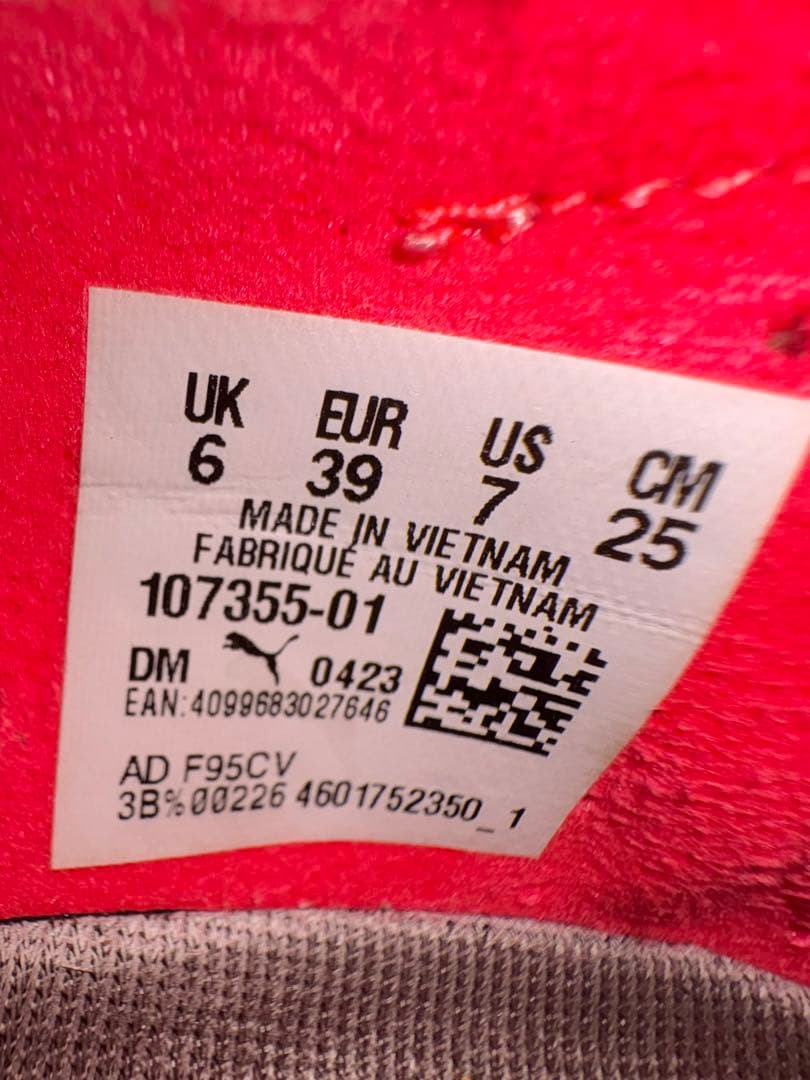 UK EUR US CM
6 39 7 25
MADE IN VIETNAM
FABRIQUÉ AU VIETNAM
107355-01
DM 0423
EAN:4099683027646
AD F95CV
3B%00226 4601752350_1